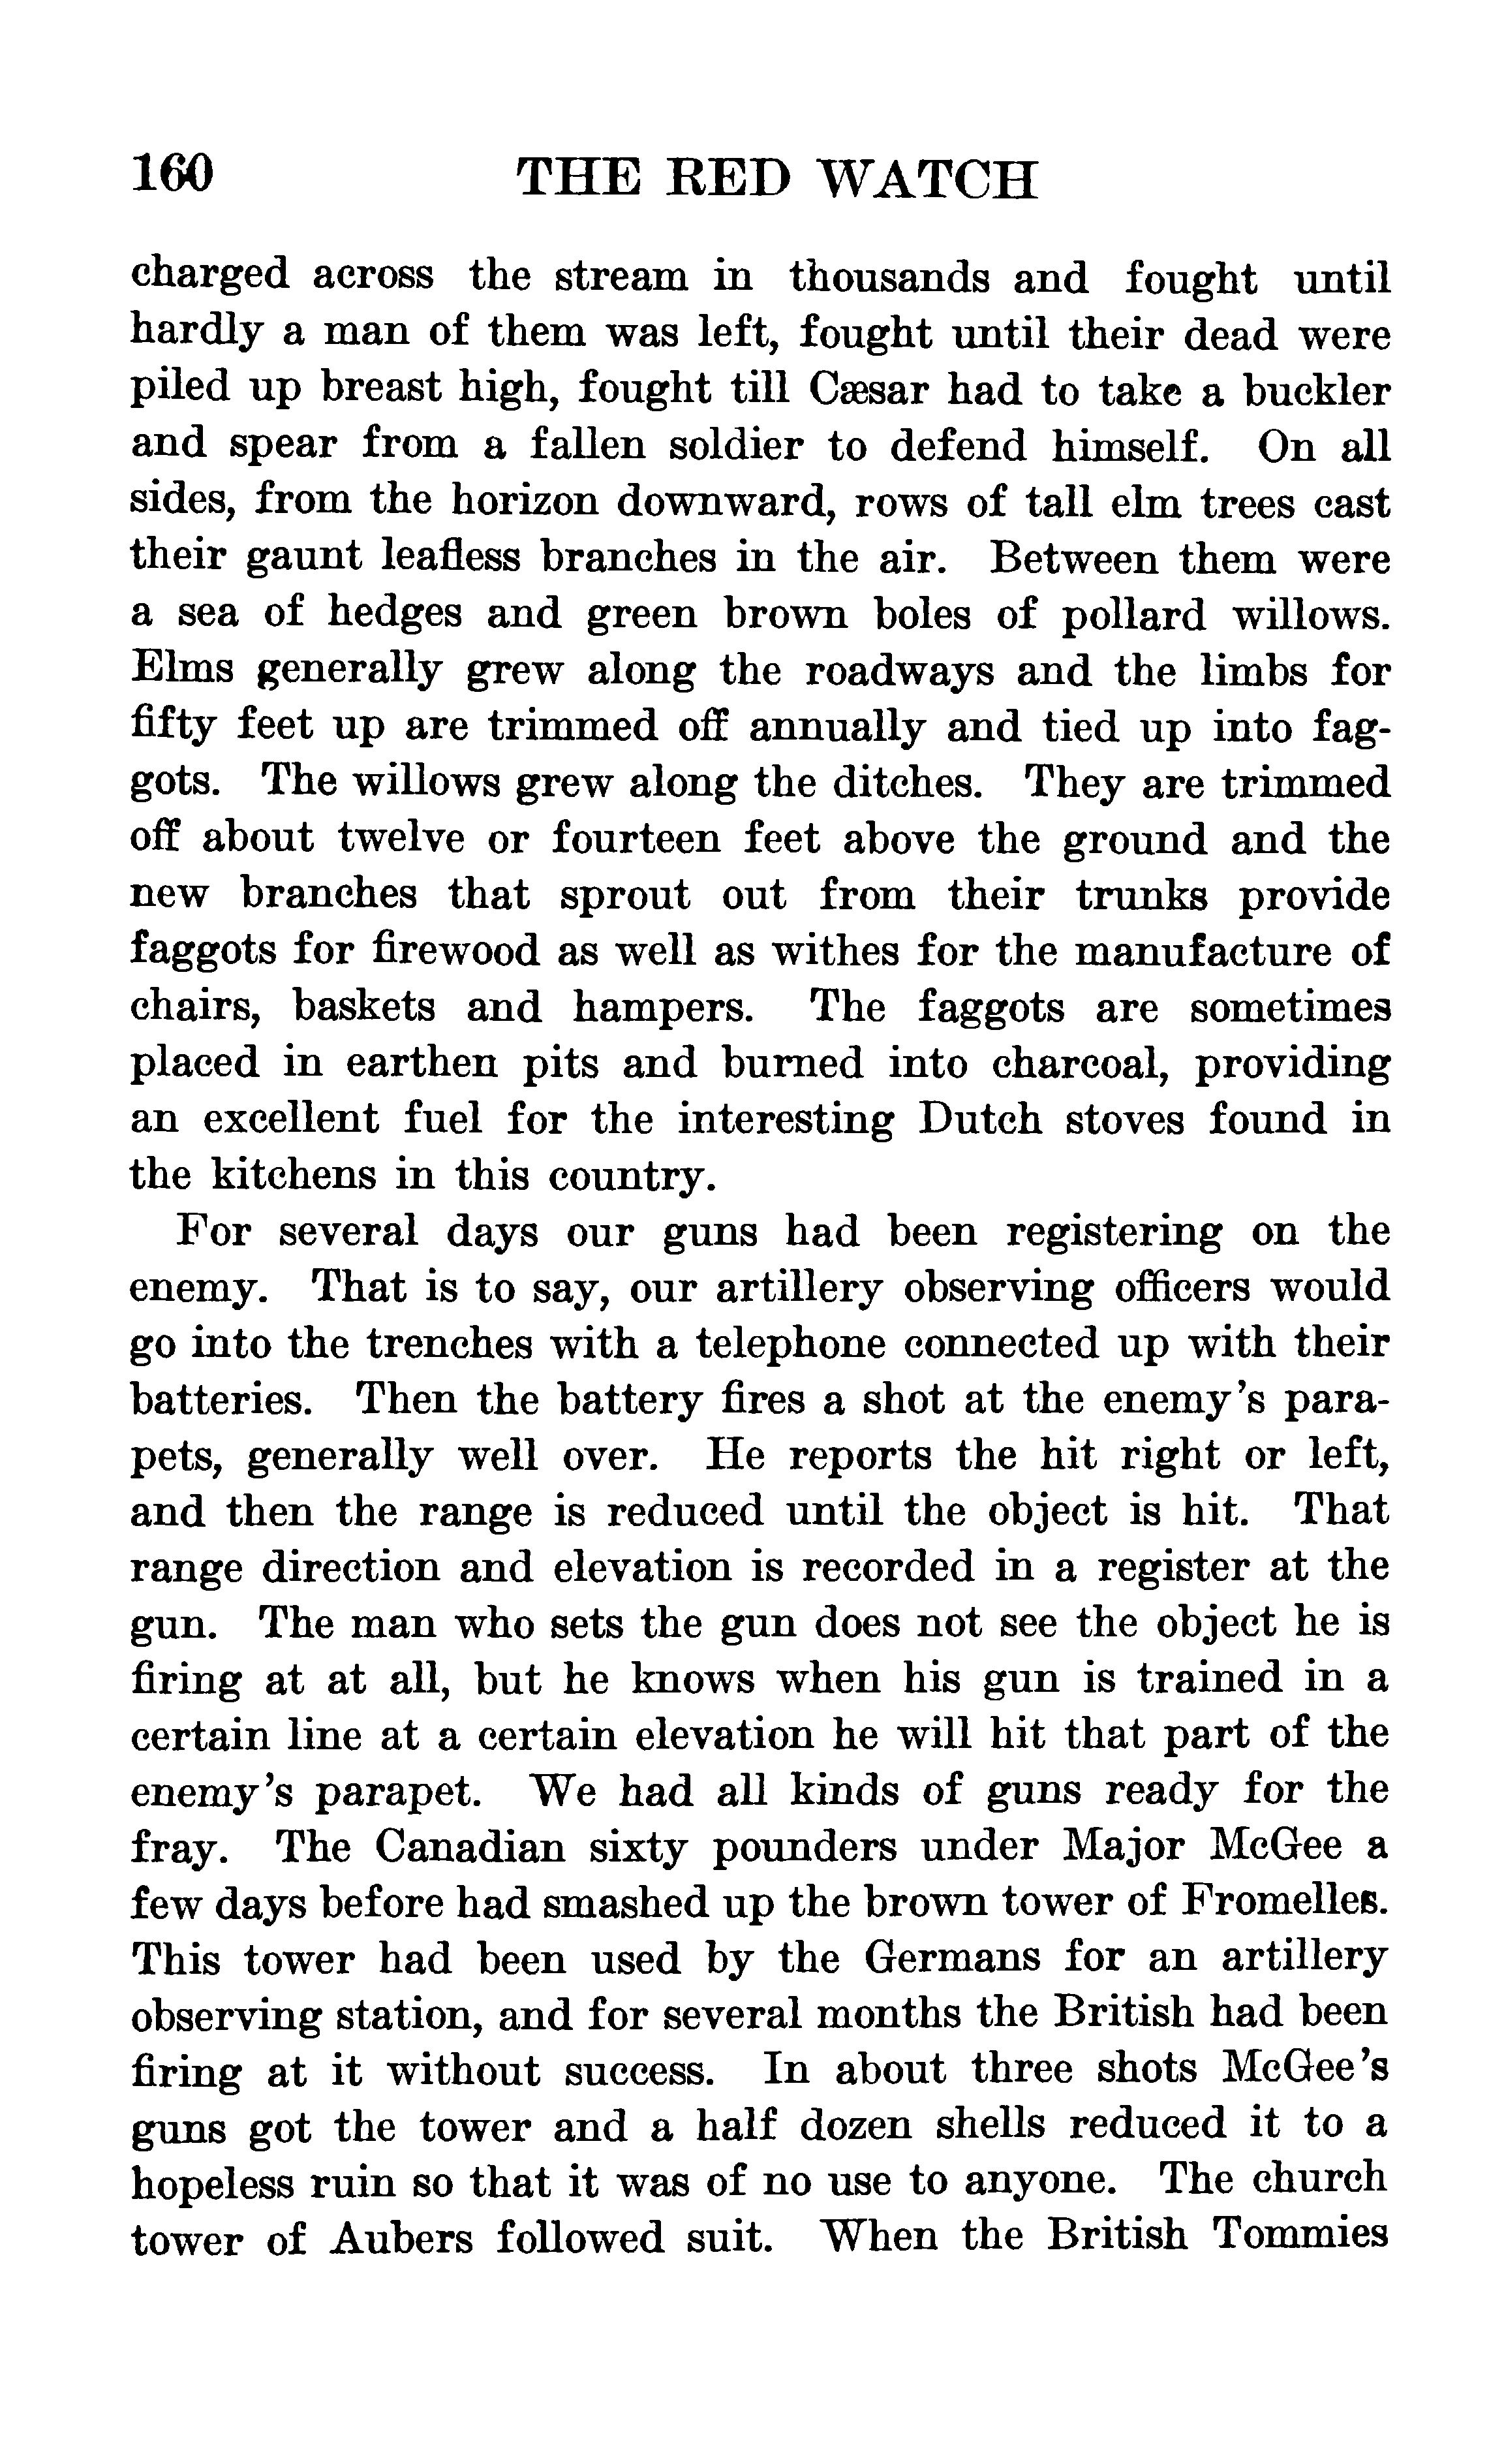 160 THE RED WATCH
charged across the stream in thousands and fought until
hardly a man of them was left, fought until their dead were
piled up breast high, fought till Cæsar had to take a buckler
and spear from a fallen soldier to defend himself. On all
sides, from the horizon downward, rows of tall elm trees cast
their gaunt leafless branches in the air. Between them were
a sea of hedges and green brown boles of pollard willows.
Elms generally grew along the roadways and the limbs for
fifty feet up are trimmed off annually and tied up into fag-
gots. The willows grew along the ditches. They are trimmed
off about twelve or fourteen feet above the ground and the
new branches that sprout out from their trunks provide
faggots for firewood as well as withes for the manufacture of
chairs, baskets and hampers. The faggots are sometimes
placed in earthen pits and burned into charcoal, providing
an excellent fuel for the interesting Dutch stoves found in
the kitchens in this country.
For several days our guns had been registering on the
enemy. That is to say, our artillery observing officers would
go into the trenches with a telephone connected up with their
batteries. Then the battery fires a shot at the enemy's para-
pets, generally well over. He reports the hit right or left,
and then the range is reduced until the object is hit. That
range direction and elevation is recorded in a register at the
gun. The man who sets the gun does not see the object he is
firing at at all, but he knows when his gun is trained in a
certain line at a certain elevation he will hit that part of the
enemy's parapet. We had all kinds of guns ready for the
fray. The Canadian sixty pounders under Major McGee a
few days before had smashed up the brown tower of Fromelles.
This tower had been used by the Germans for an artillery
observing station, and for several months the British had been
firing at it without success. In about three shots McGee's
guns got the tower and a half dozen shells reduced it to a
hopeless ruin so that it was of no use to anyone. The church
tower of Aubers followed suit. When the British Tommies